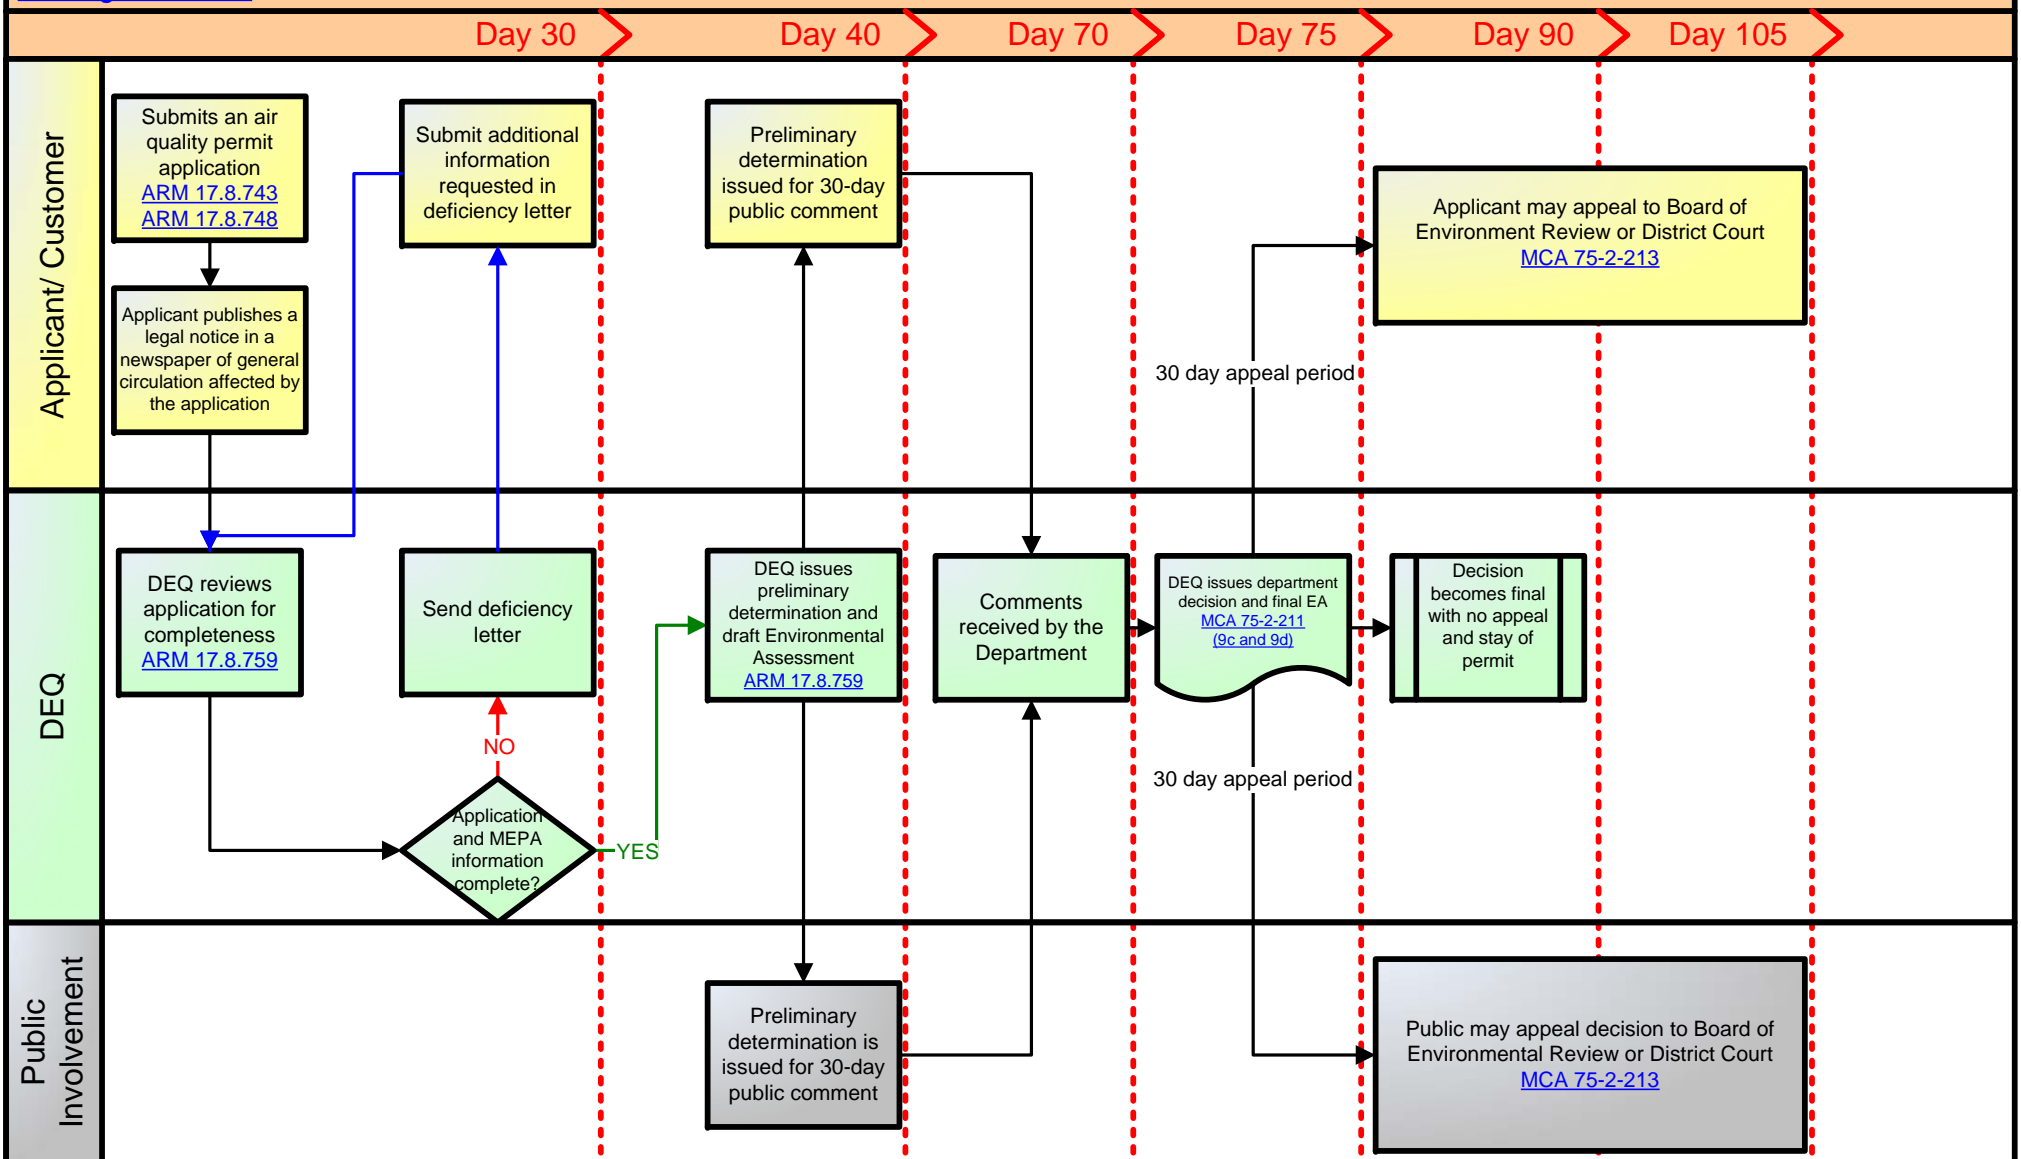 Day 30
Day 40
Day 70
Day 75
Day 90
Day 105
Applicant/ Customer
Submits an air
quality permit
application
ARM 17.8.743
ARM 17.8.748
Submit additional
information
requested in
deficiency letter
Preliminary
determination
issued for 30-day
public comment
Applicant may appeal to Board of
Environment Review or District Court
MCA 75-2-213
Applicant publishes a
legal notice in a
newspaper of general
circulation affected by
the application
30 day appeal period
DEQ
DEQ reviews
application for
completeness
ARM 17.8.759
Send deficiency
letter
DEQ issues
preliminary
determination and
draft Environmental
Assessment
ARM 17.8.759
Comments
received by the
Department
DEQ issues department
decision and final EA
MCA 75-2-211
(9c and 9d)
Decision
becomes final
with no appeal
and stay of
permit
NO
30 day appeal period
Application
and MEPA
information
complete?
YES
Public
Involvement
Preliminary
determination is
issued for 30-day
public comment
Public may appeal decision to Board of
Environmental Review or District Court
MCA 75-2-213